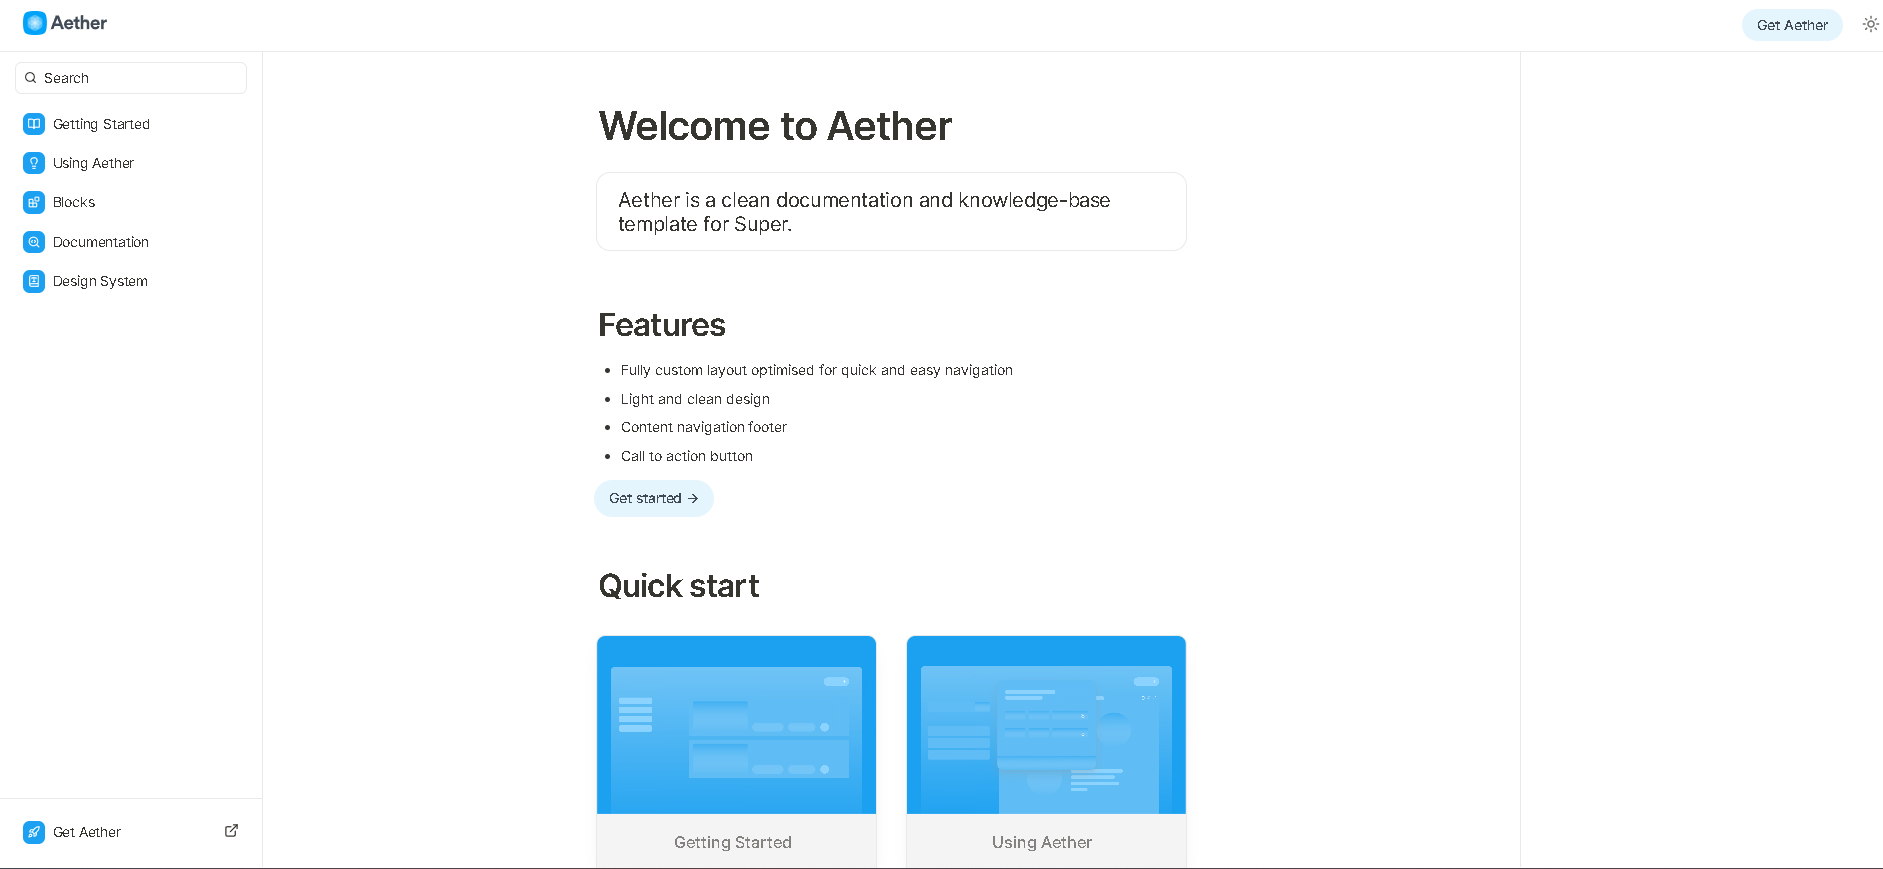 Aether
Get Aether
Search
Getting Started
Using Aether
Blocks
Documentation
Design System
Get Aether
Welcome to Aether
Aether is a clean documentation and knowledge-base
template for Super.
Features
Fully custom layout optimised for quick and easy navigation
Light and clean design
Content navigation footer
Call to action button
Get started →
Quick start
Getting Started
Using Aether